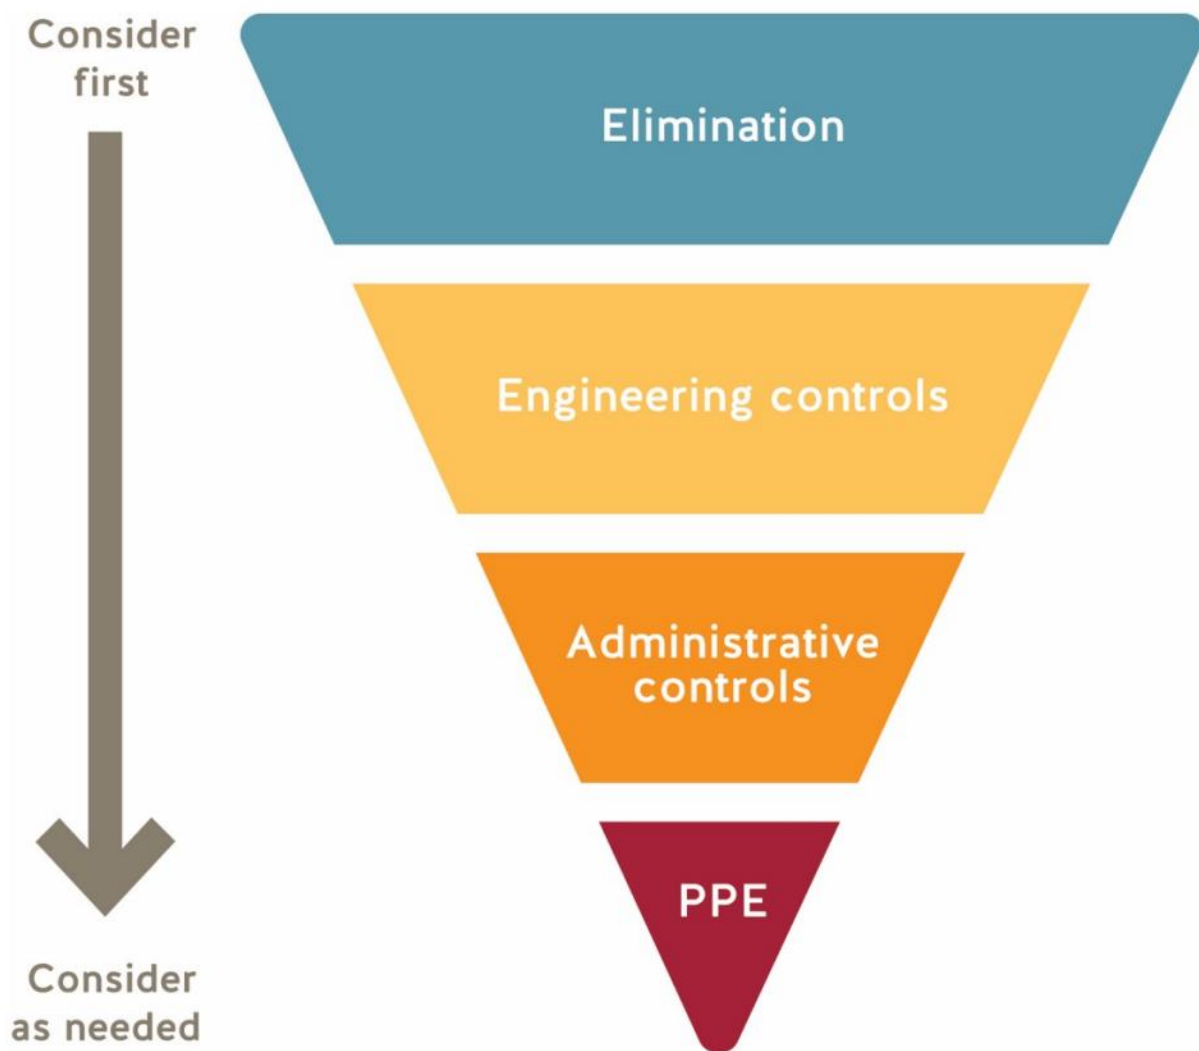 Consider
first
Elimination
Engineering controls
Administrative
controls
PPE
Consider
as needed